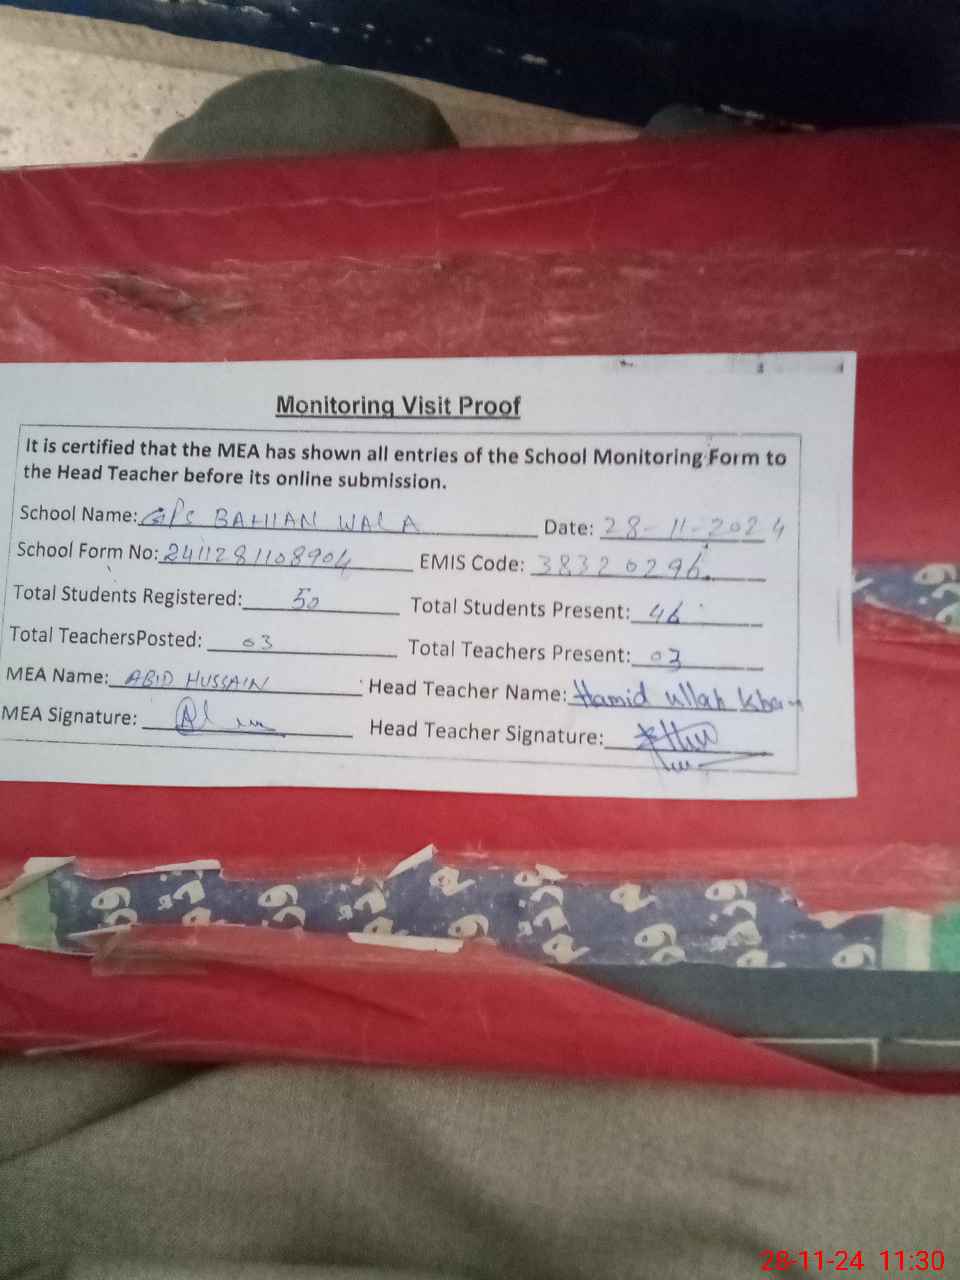 Monitoring Visit Proof
It is certified that the MEA has shown all entries of the School Monitoring Form to
the Head Teacher before its online submission.
School Name: GPS BAHIAN WALA Date: 28-11-2024
School Form No: 2411281108904 EMIS Code: 38320296
Total Students Registered: 50 Total Students Present: 46
Total TeachersPosted: 03 Total Teachers Present: 03
MEA Name: ABID HUSSAIN Head Teacher Name: Hamid ullah Khan
MEA Signature: Head Teacher Signature:
28-11-24 11:30